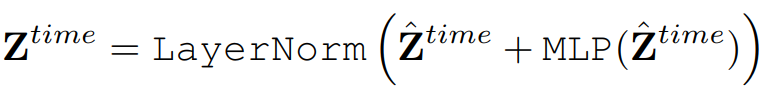 𝐙^{time} = LayerNorm(𝐙̂^{time} + MLP(𝐙̂^{time}))